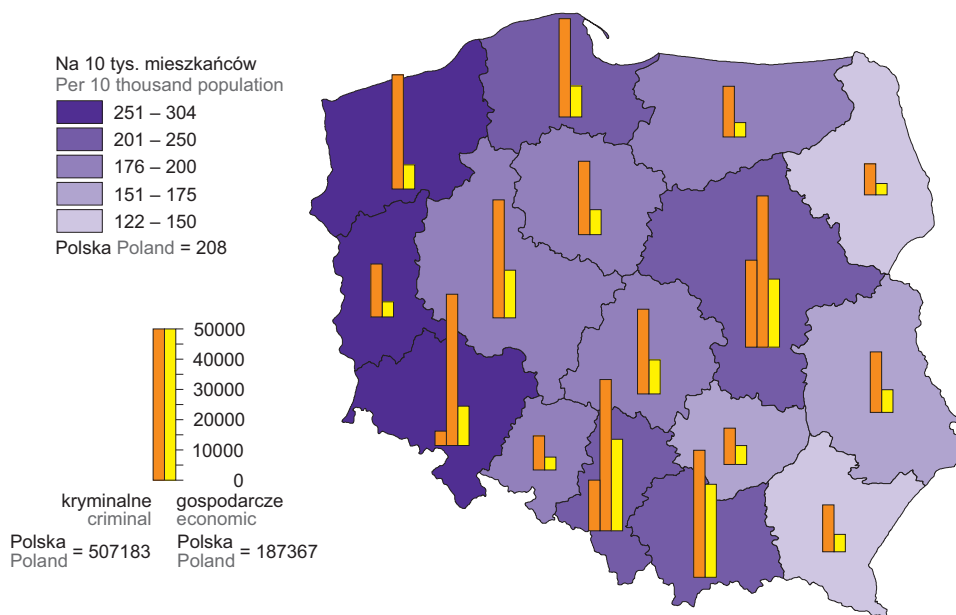 Na 10 tys. mieszkańców
Per 10 thousand population
251 – 304
201 – 250
176 – 200
151 – 175
122 – 150
Polska Poland = 208
50000
40000
30000
20000
10000
0
kryminalne gospodarcze
criminal economic
Polska Polska
Poland = 507183 Poland = 187367